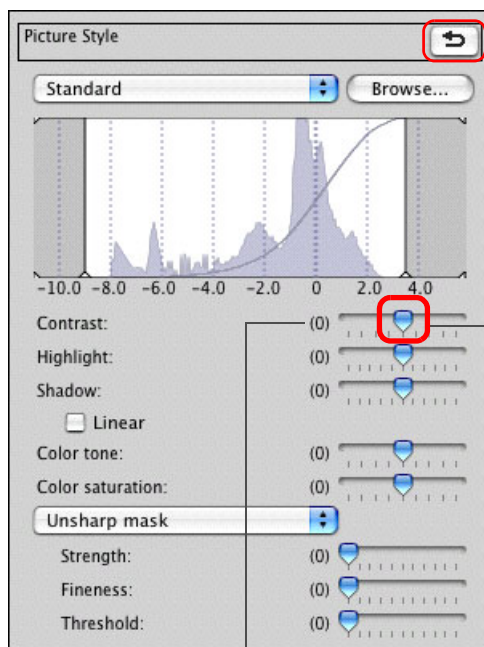 Picture Style
Standard Browse...
-10.0 -8.0 -6.0 -4.0 -2.0 0 2.0 4.0
Contrast: (0)
Highlight: (0)
Shadow: (0)
Linear
Color tone: (0)
Color saturation: (0)
Unsharp mask
Strength: (0)
Fineness: (0)
Threshold: (0)